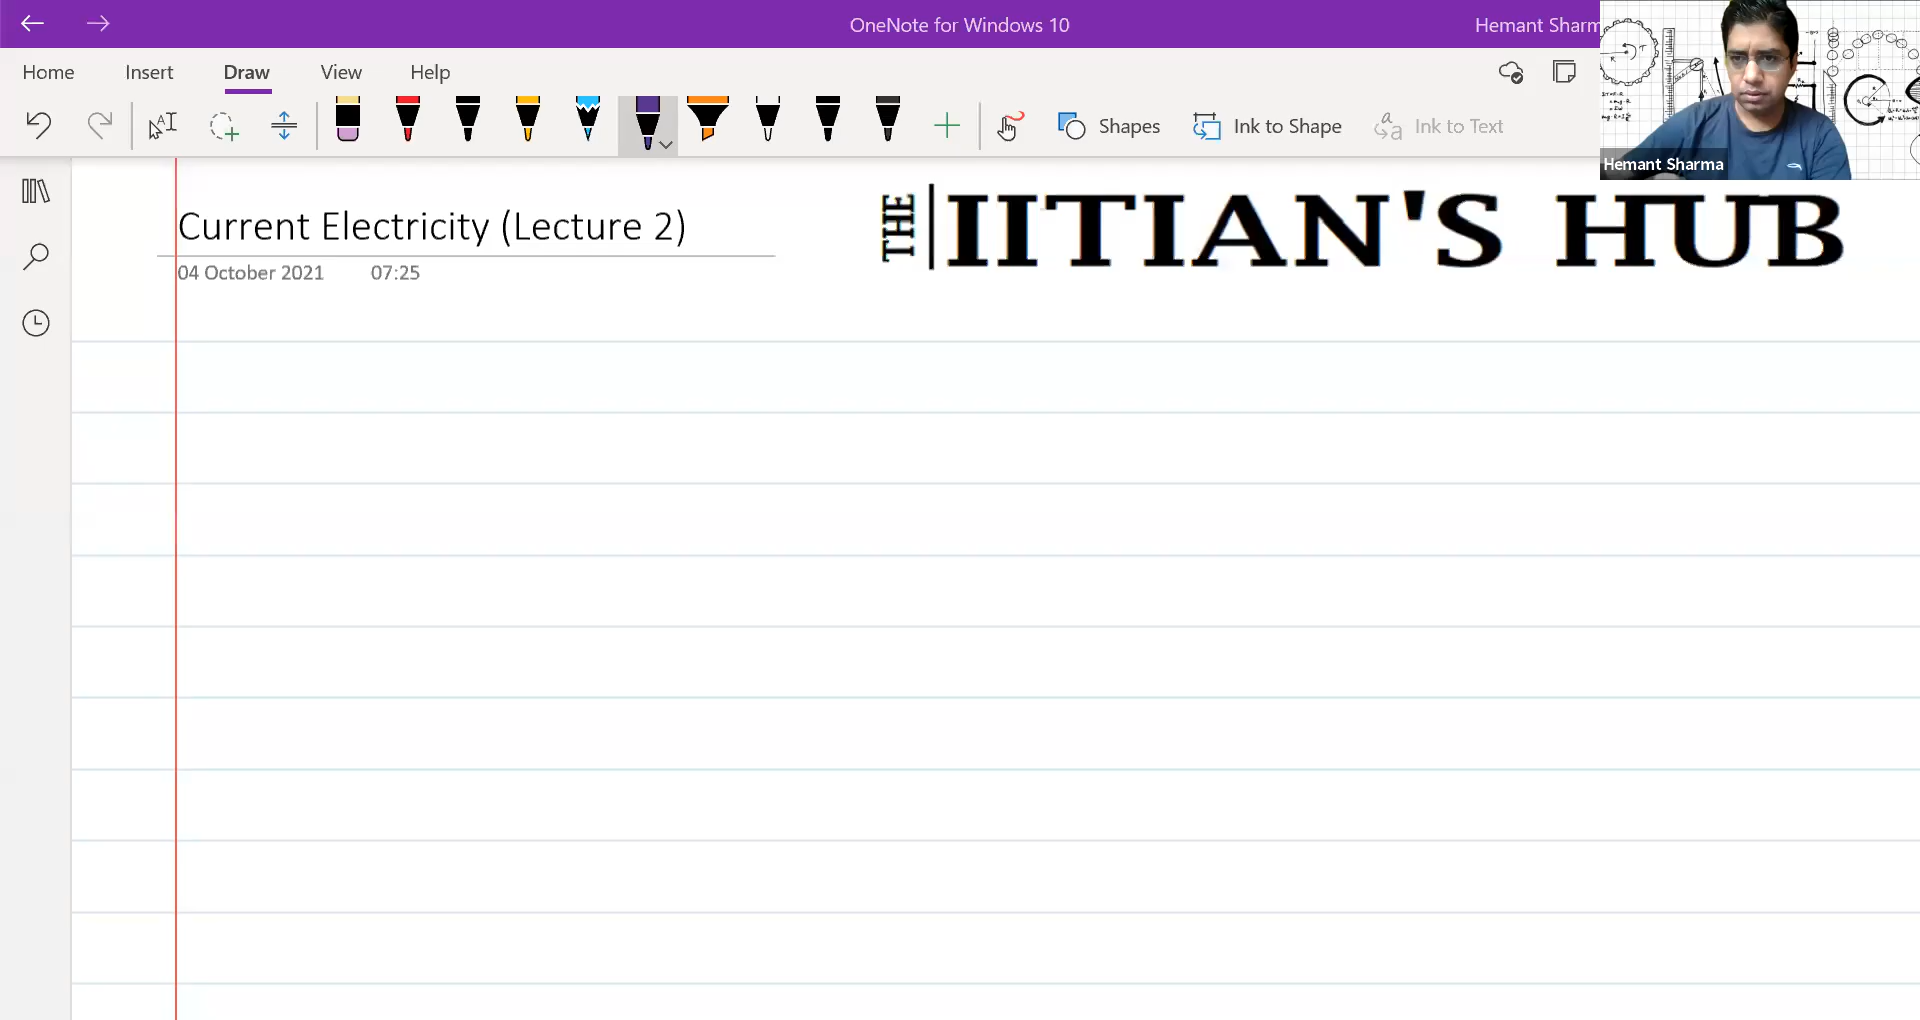 OneNote for Windows 10
Hemant Sharm
Home Insert Draw View Help
Shapes Ink to Shape Ink to Text
Hemant Sharma
THE IITIAN'S HUB
Current Electricity (Lecture 2)
04 October 2021 07:25